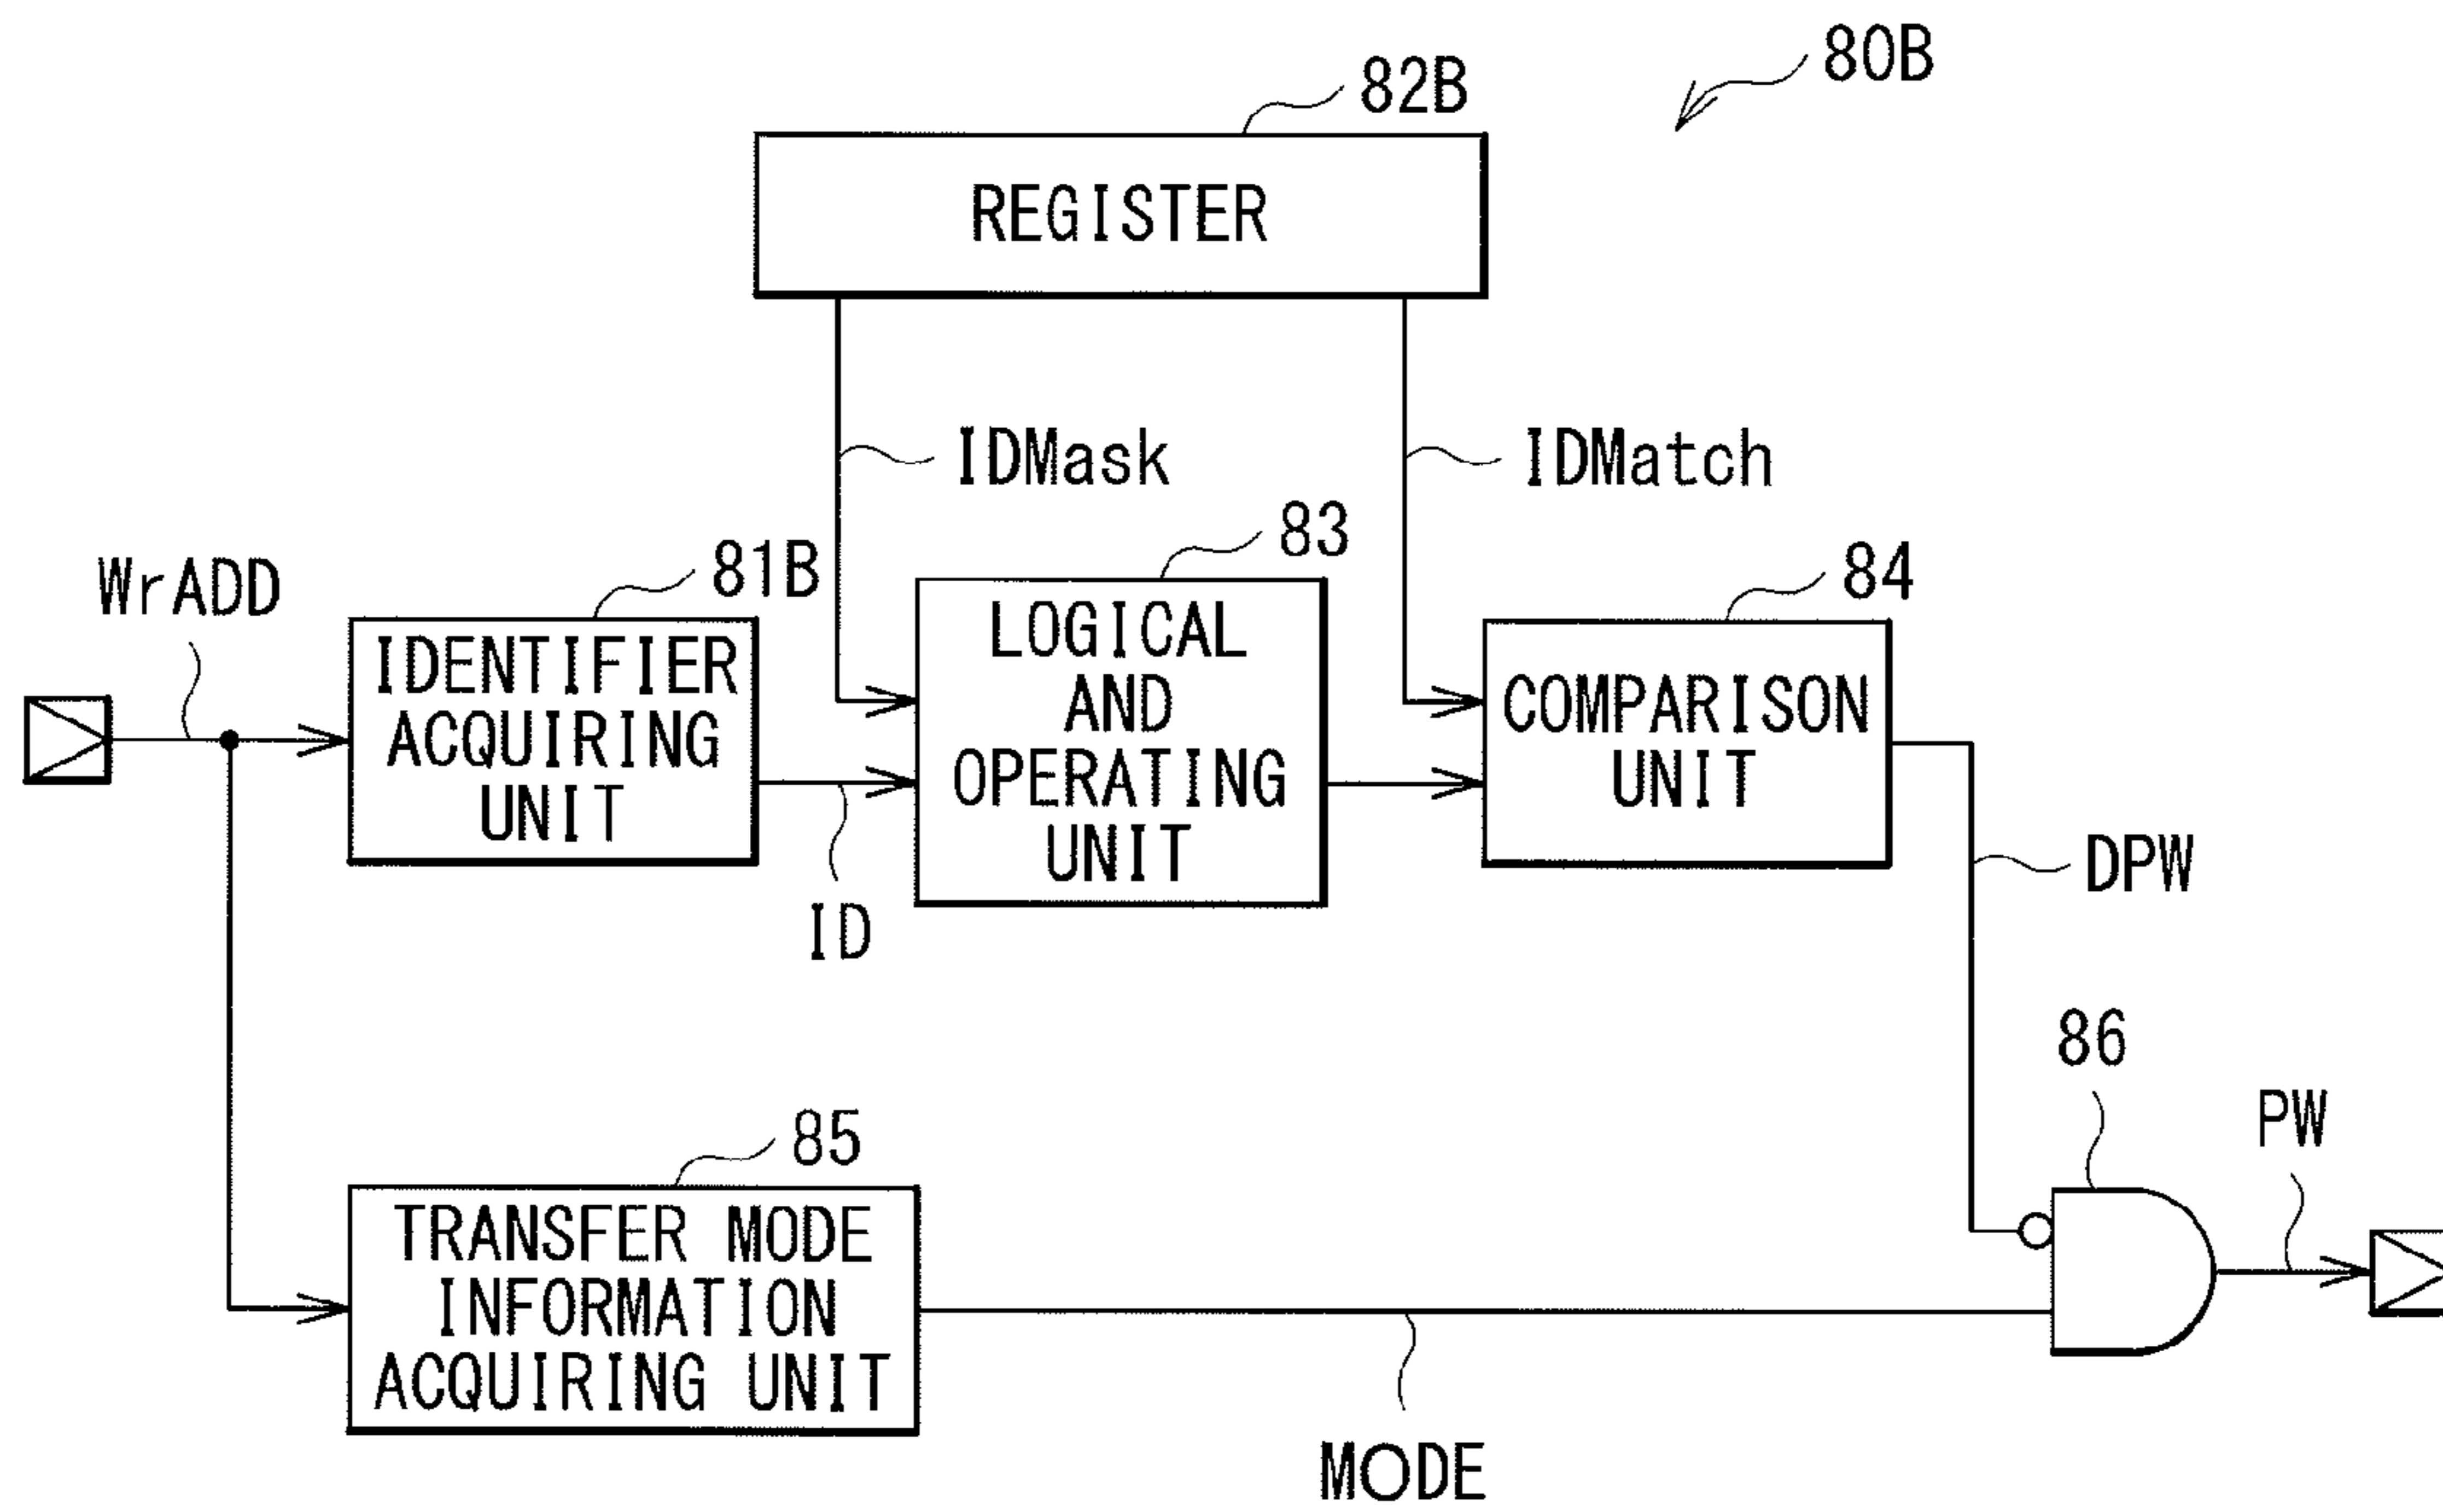 80B
82B
REGISTER
IDMask
IDMatch
WrADD
81B
83
84
IDENTIFIER
ACQUIRING
UNIT
LOGICAL
AND
OPERATING
UNIT
COMPARISON
UNIT
ID
DPW
86
PW
85
TRANSFER MODE
INFORMATION
ACQUIRING UNIT
MODE